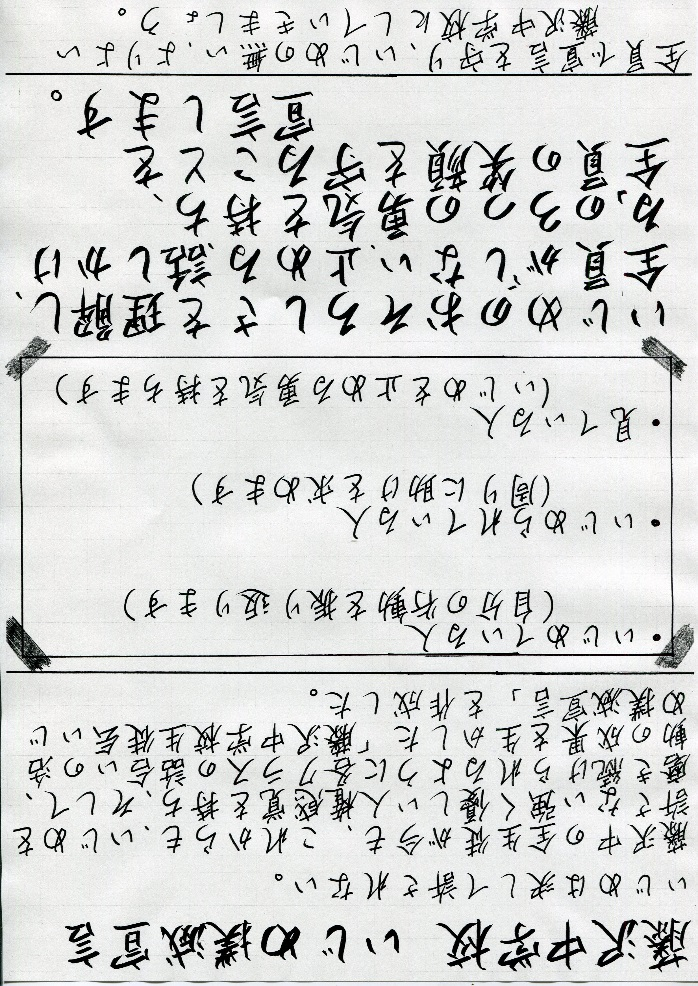 藤沢中学校 いじめ撲滅宣言
いじめは決して許されない。
藤沢中の全生徒が今も、これからも、いじめを
許さない強く優しい人権感覚を持ち、そして、
磨き続けられるように各クラスの話合いの活
動の成果を生かした「藤沢中学校生徒会いじ
め撲滅宣言」を作成した。
・いじめている人
(自分の行動を振り返ります)
・いじめられている人
(周りに助けを求めます)
・見ている人
(いじめを止める勇気を持ちます)
いじめのおそろしさを理解し、
全員がしない、止める、話しかけ
る、の3つの勇気を持ち、
全員の笑顔を守ることを
宣言します。
全員で宣言を守り、いじめの無い、よりよい
藤沢中学校にしていきましょう。